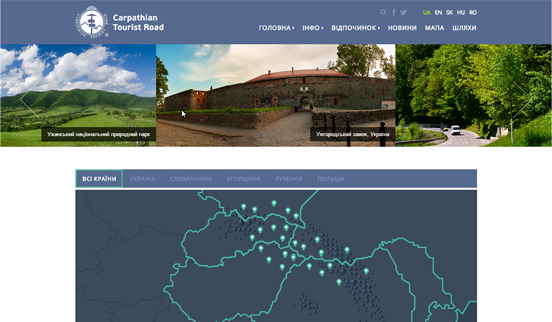 Carpathian
Tourist Road
UA EN SK HU RO
ГОЛОВНА ІНФО ВІДПОЧИНОК НОВИНИ МАПА ШЛЯХИ
Ужанський національний природний парк
Ужгородський замок, Україна
ВСІ КРАЇНИ УКРАЇНА СЛОВАЧЧИНА УГОРЩИНА РУМУНІЯ ПОЛЬЩА